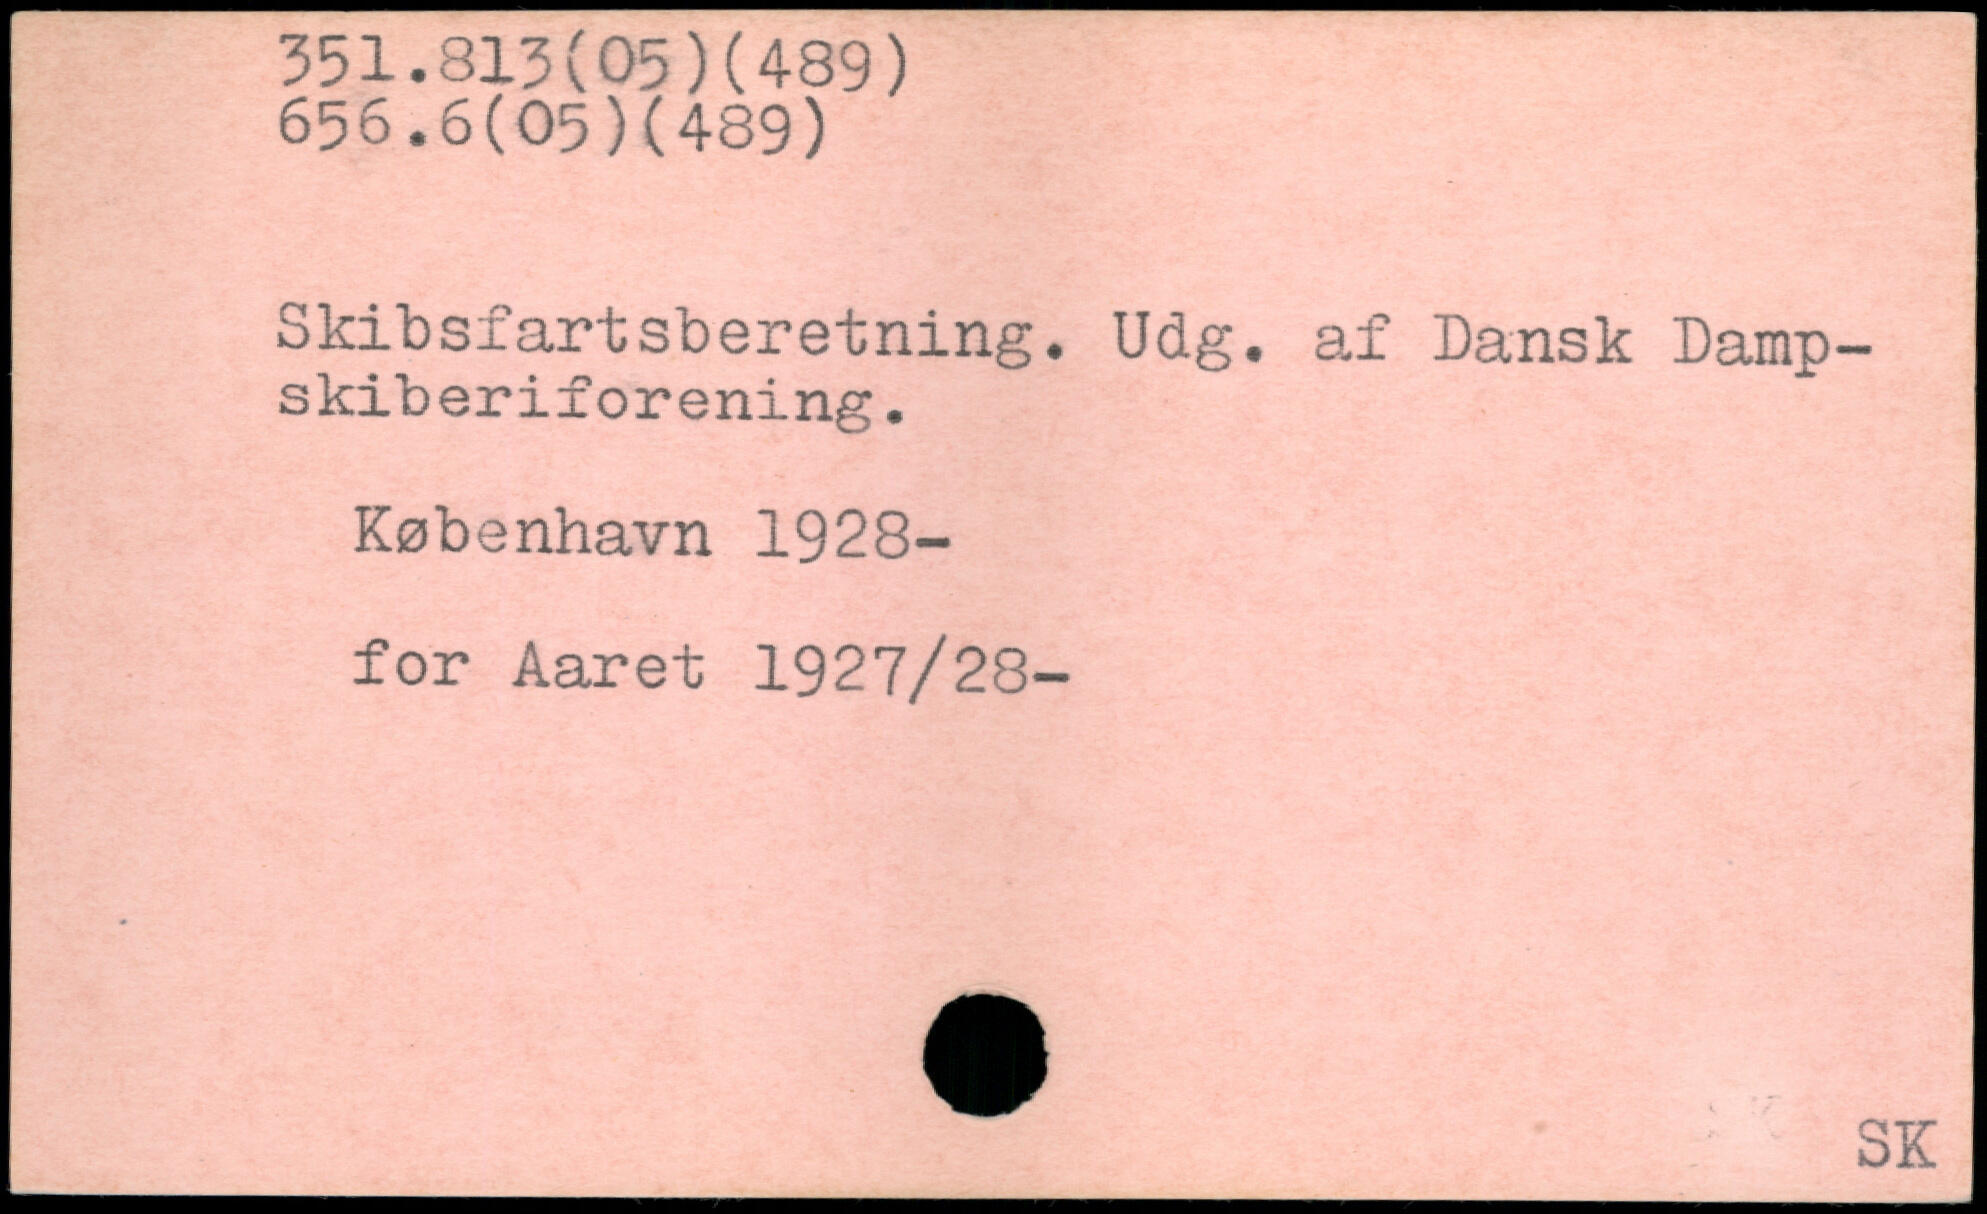 351.813(05)(489)
656.6(05)(489)
Skibsfartsberetning. Udg. af Dansk Damp-
skiberiforening.
København 1928-
for Aaret 1927/28-
SK